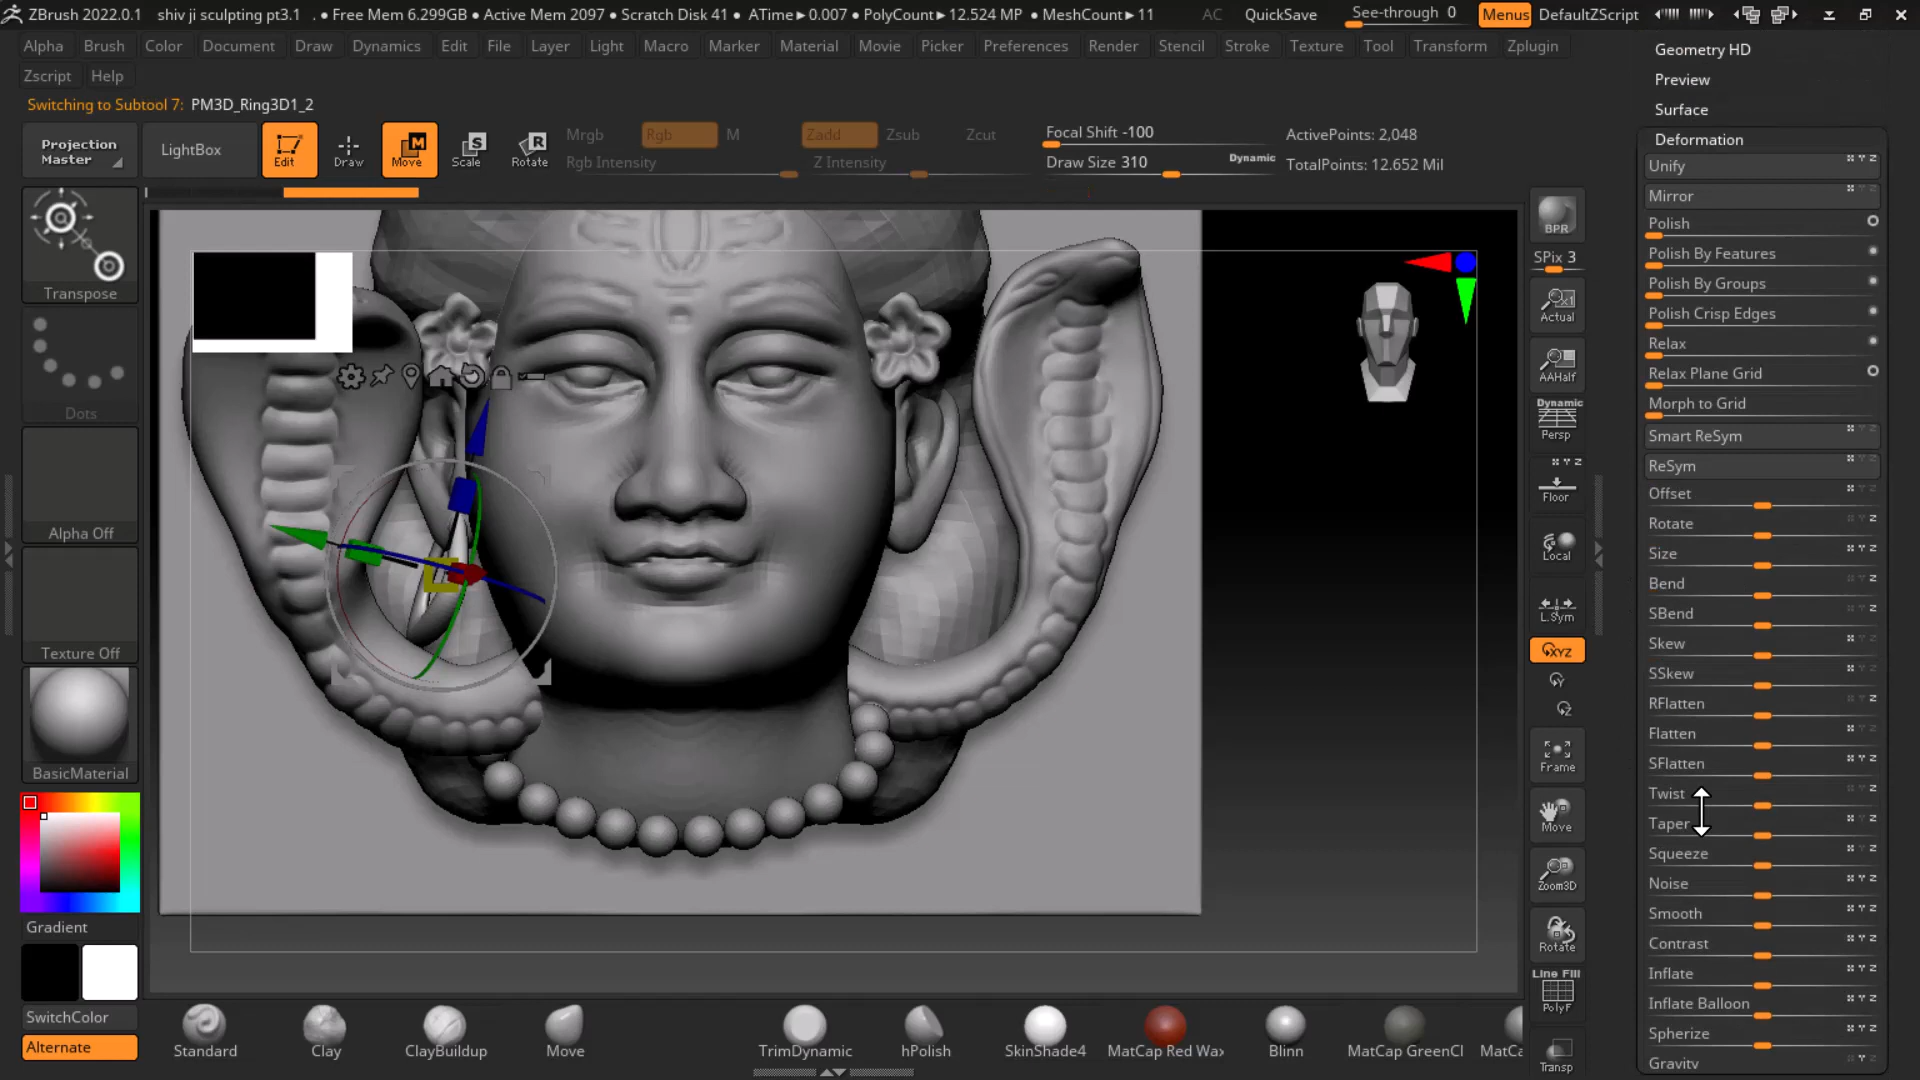 ZBrush 2022.0.1 shiv ji sculpting pt3.1 . • Free Mem 6.299GB • Active Mem 2097 • Scratch Disk 41 • ATime►0.007 • PolyCount►12.524 MP • MeshCount►11 AC QuickSave See-through 0 Menus DefaultZScript
Alpha Brush Color Document Draw Dynamics Edit File Layer Light Macro Marker Material Movie Picker Preferences Render Stencil Stroke Texture Tool Transform Zplugin
Zscript Help
Switching to Subtool 7: PM3D_Ring3D1_2
Projection Master
LightBox
Edit
Draw
Move
Scale
Rotate
Mrgb Rgb M
Rgb Intensity
Zadd Zsub Zcut
Z Intensity
Focal Shift -100
Draw Size 310 Dynamic
ActivePoints: 2,048
TotalPoints: 12.652 Mil
Transpose
Dots
Alpha Off
Texture Off
BasicMaterial
Gradient
SwitchColor
Alternate
BPR
SPix 3
Actual
AAHalf
Dynamic
Persp
Floor
Local
L.Sym
XYZ
Y
Z
Frame
Move
Zoom3D
Rotate
Line Fill
PolyF
Transp
Geometry HD
Preview
Surface
Deformation
Unify
Mirror
Polish
Polish By Features
Polish By Groups
Polish Crisp Edges
Relax
Relax Plane Grid
Morph to Grid
Smart ReSym
ReSym
Offset
Rotate
Size
Bend
SBend
Skew
SSkew
RFlatten
Flatten
SFlatten
Twist
Taper
Squeeze
Noise
Smooth
Contrast
Inflate
Inflate Balloon
Spherize
Gravity
Standard Clay ClayBuildup Move TrimDynamic hPolish SkinShade4 MatCap Red Wax Blinn MatCap GreenCl MatCa